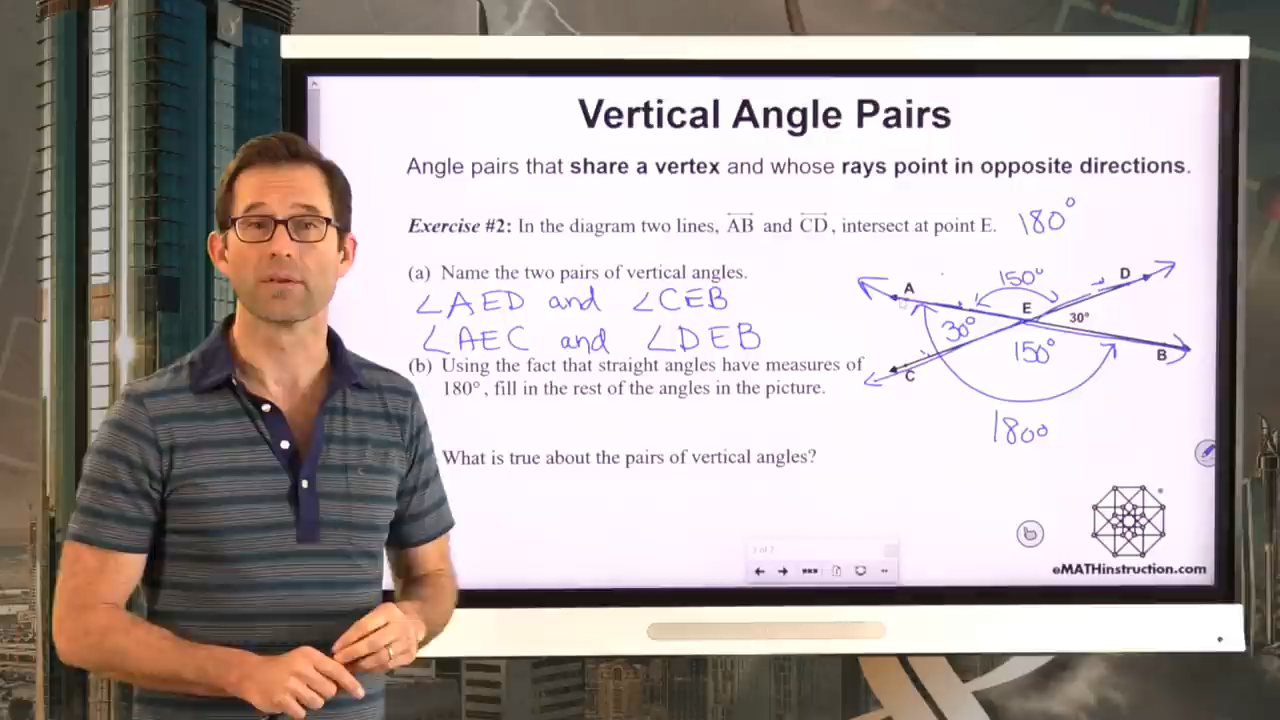 Vertical Angle Pairs
Angle pairs that share a vertex and whose rays point in opposite directions.
Exercise #2: In the diagram two lines, AB and CD, intersect at point E. 180°
(a) Name the two pairs of vertical angles.
∠AED and ∠CEB
∠AEC and ∠DEB
(b) Using the fact that straight angles have measures of
180°, fill in the rest of the angles in the picture.
What is true about the pairs of vertical angles?
150° D
A
E
30° 30°
150° B
C
180°
eMATHinstruction.com